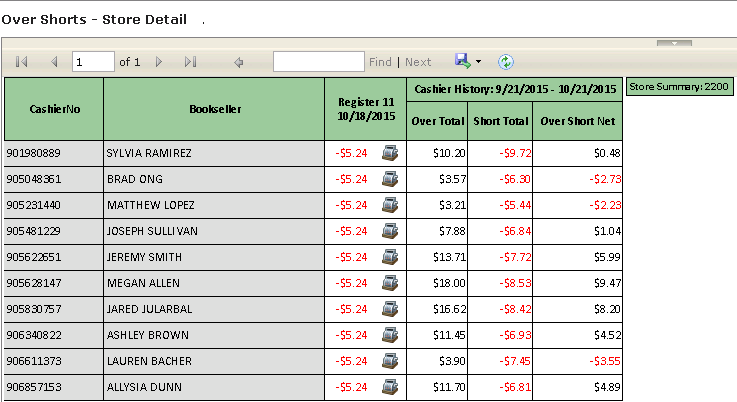 Over Shorts - Store Detail .
1 of 1 Find | Next
CashierNo Bookseller Register 11 10/18/2015 Cashier History: 9/21/2015 - 10/21/2015 Store Summary: 2200
Over Total Short Total Over Short Net
901980889 SYLVIA RAMIREZ -$5.24 $10.20 -$9.72 $0.48
905048361 BRAD ONG -$5.24 $3.57 -$6.30 -$2.73
905231440 MATTHEW LOPEZ -$5.24 $3.21 -$5.44 -$2.23
905481229 JOSEPH SULLIVAN -$5.24 $7.88 -$6.84 $1.04
905622651 JEREMY SMITH -$5.24 $13.71 -$7.72 $5.99
905628147 MEGAN ALLEN -$5.24 $18.00 -$8.53 $9.47
905830757 JARED JULARBAL -$5.24 $16.62 -$8.42 $8.20
906340822 ASHLEY BROWN -$5.24 $11.45 -$6.93 $4.52
906611373 LAUREN BACHER -$5.24 $3.90 -$7.45 -$3.55
906857153 ALLYSIA DUNN -$5.24 $11.70 -$6.81 $4.89